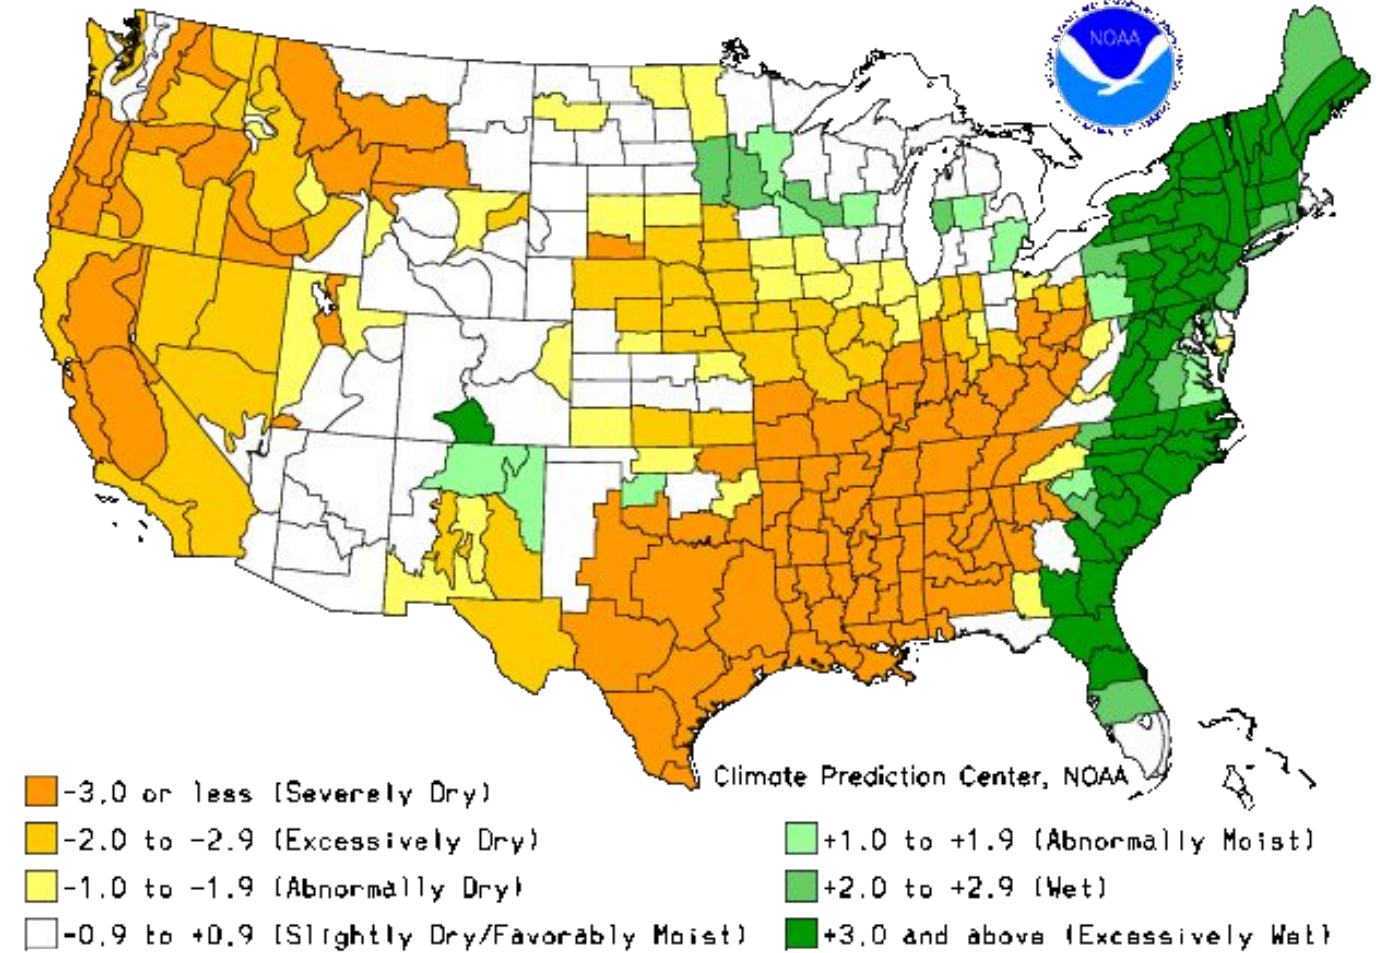 NOAA
Climate Prediction Center, NOAA
-3.0 or less (Severely Dry)
-2.0 to -2.9 (Excessively Dry)
-1.0 to -1.9 (Abnormally Dry)
-0.9 to +0.9 (Slightly Dry/Favorably Moist)
+1.0 to +1.9 (Abnormally Moist)
+2.0 to +2.9 (Wet)
+3.0 and above (Excessively Wet)